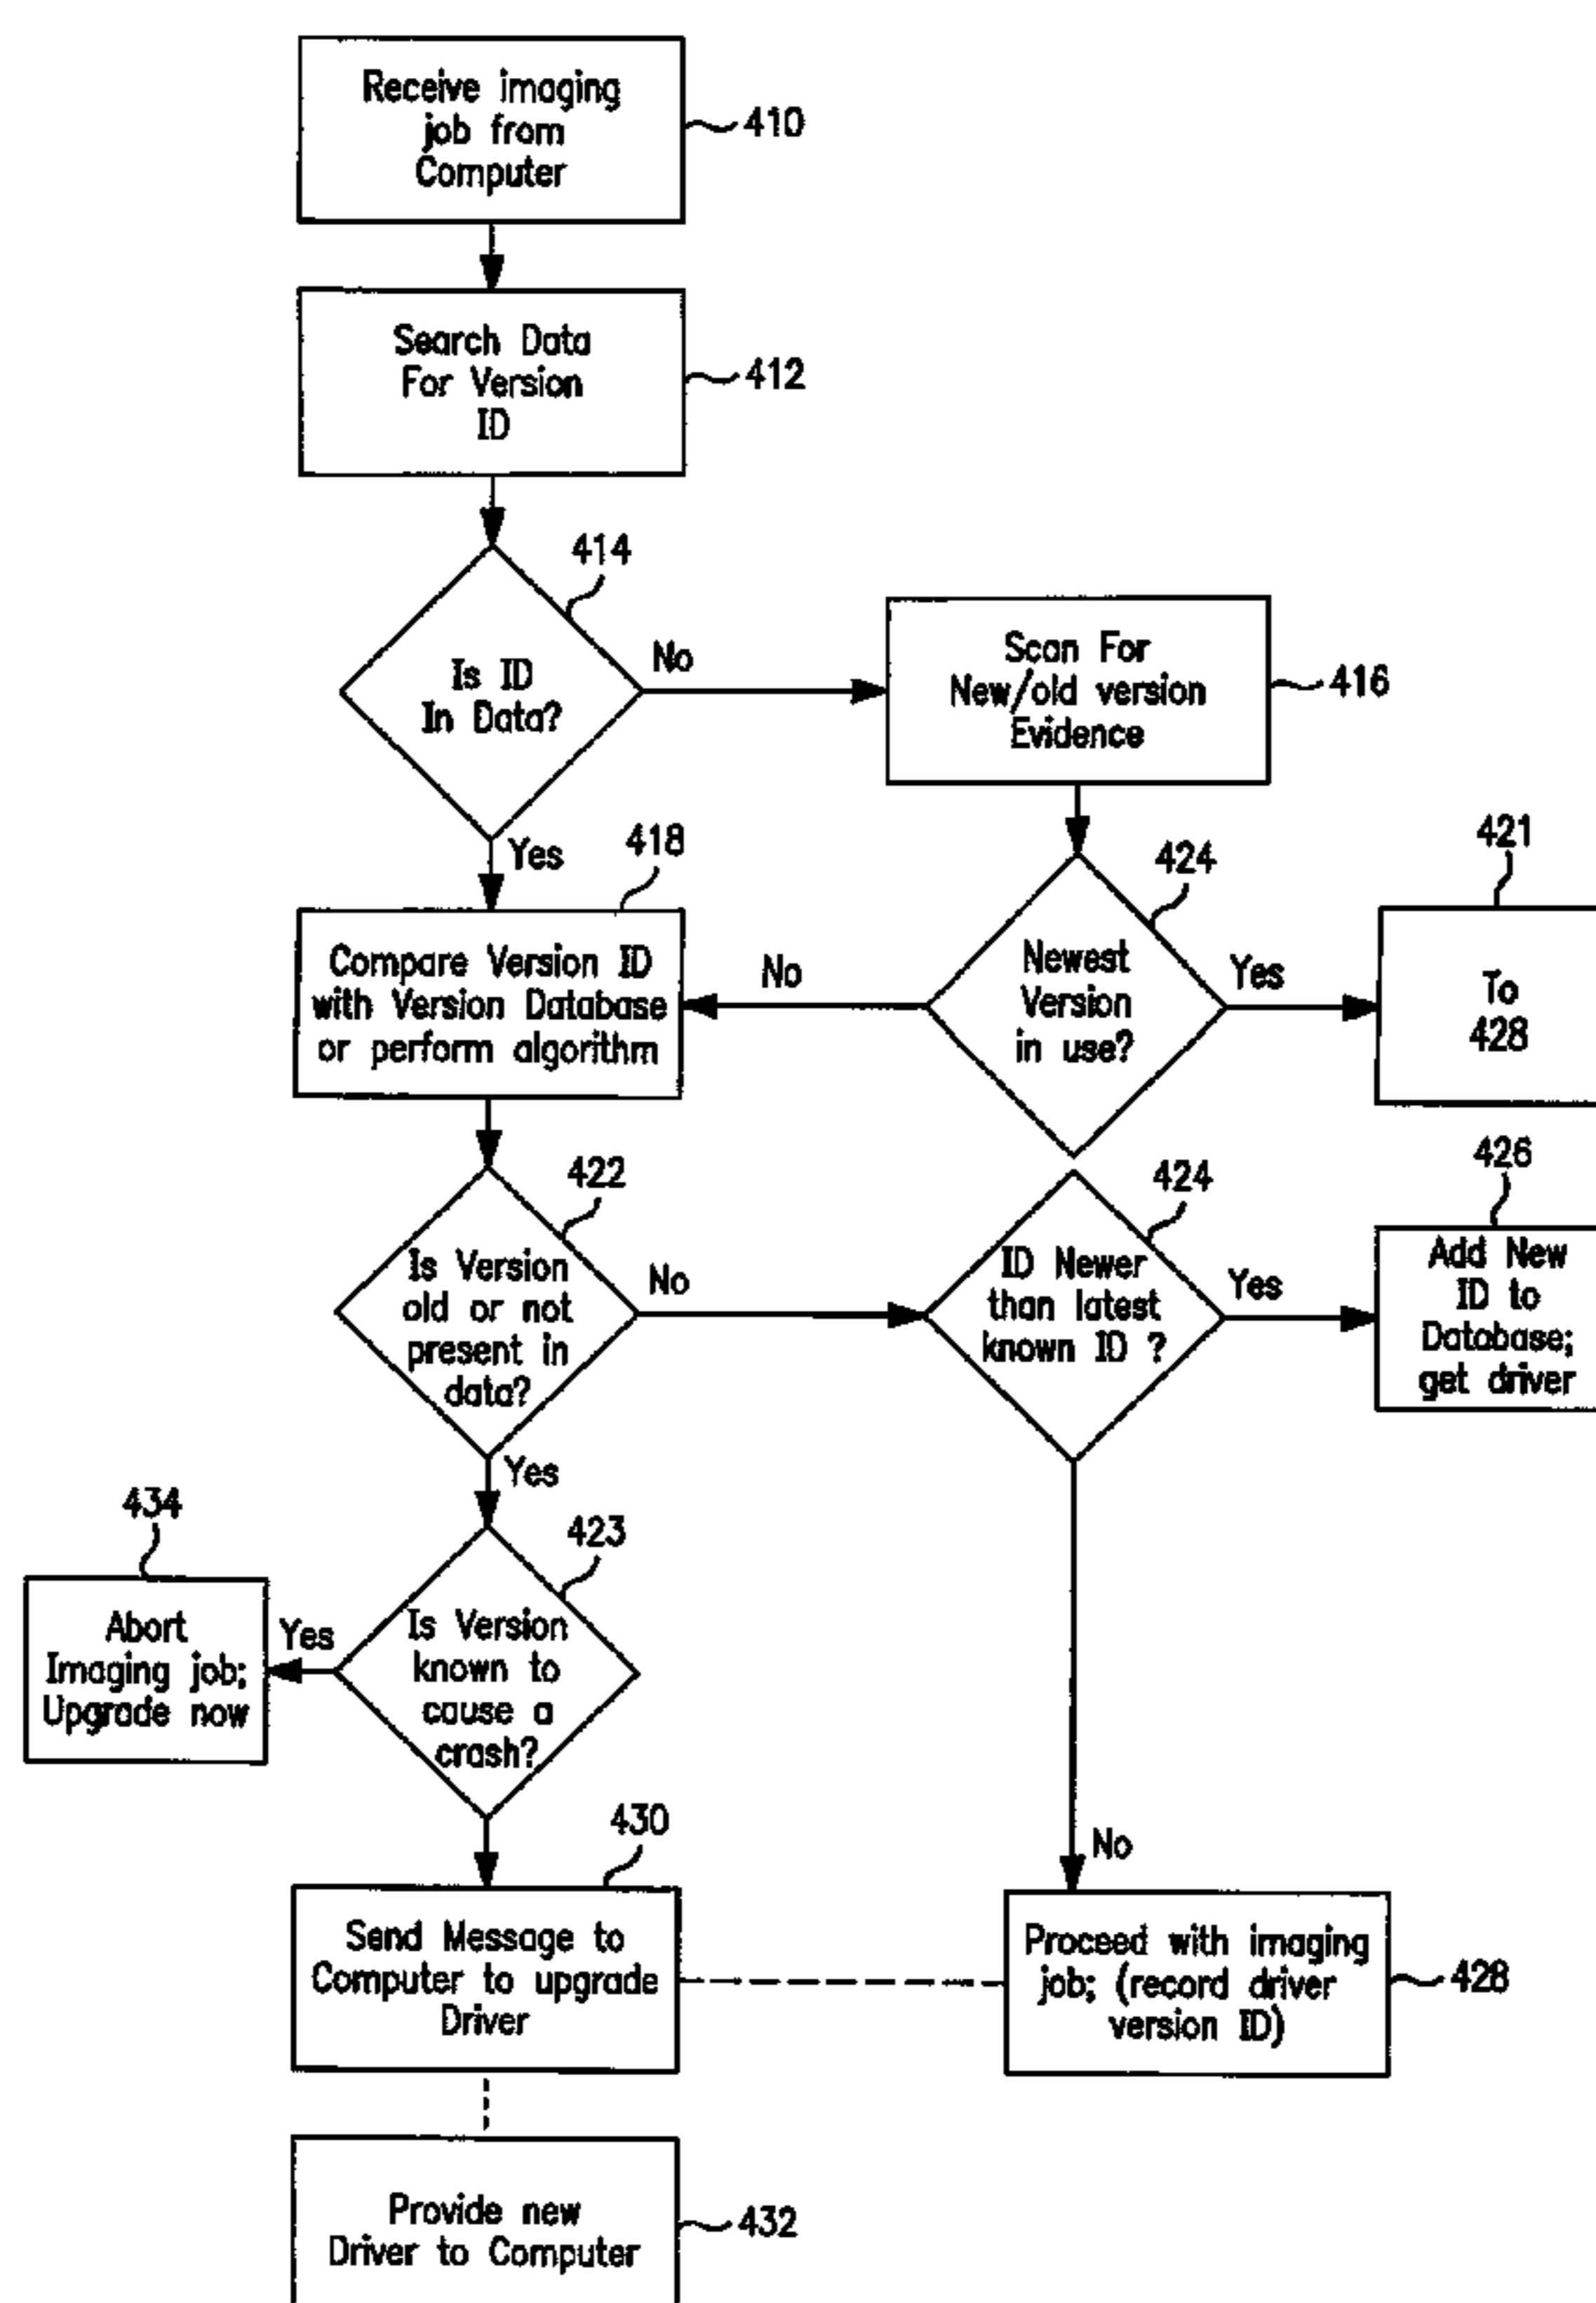 Receive imaging
job from
Computer
410
Search Data
For Version
ID
412
414
Is ID
In Data?
No
Yes
Scan For
New/old version
Evidence
416
418
Compare Version ID
with Version Database
or perform algorithm
No
424
Newest
Version
in use?
Yes
421
To
428
422
Is Version
old or not
present in
data?
No
Yes
424
ID Newer
than latest
known ID ?
Yes
426
Add New
ID to
Database;
get driver
434
Abort
Imaging job;
Upgrade now
Yes
423
Is Version
known to
cause a
crash?
430
Send Message to
Computer to upgrade
Driver
No
Proceed with imaging
job; (record driver
version ID)
428
Provide new
Driver to Computer
432